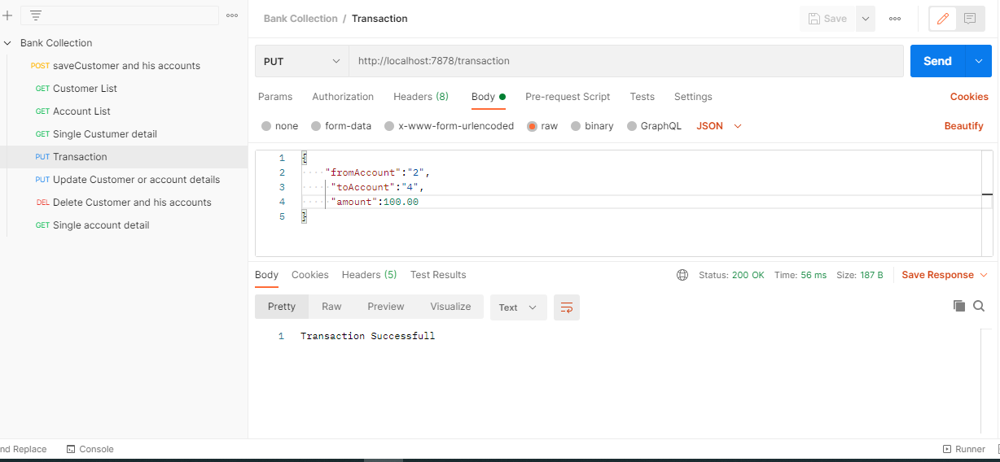 Bank Collection / Transaction
Save
Bank Collection
POST saveCustomer and his accounts
GET Customer List
GET Account List
GET Single Custumer detail
PUT Transaction
PUT Update Customer or account details
DEL Delete Customer and his accounts
GET Single account detail
PUT http://localhost:7878/transaction Send
Params Authorization Headers (8) Body Pre-request Script Tests Settings Cookies
none form-data x-www-form-urlencoded raw binary GraphQL JSON Beautify
1 {
2 "fromAccount":"2",
3 "toAccount":"4",
4 "amount":100.00
5 }
Body Cookies Headers (5) Test Results Status: 200 OK Time: 56 ms Size: 187 B Save Response
Pretty Raw Preview Visualize Text
1 Transaction Successfull
nd Replace Console Runner